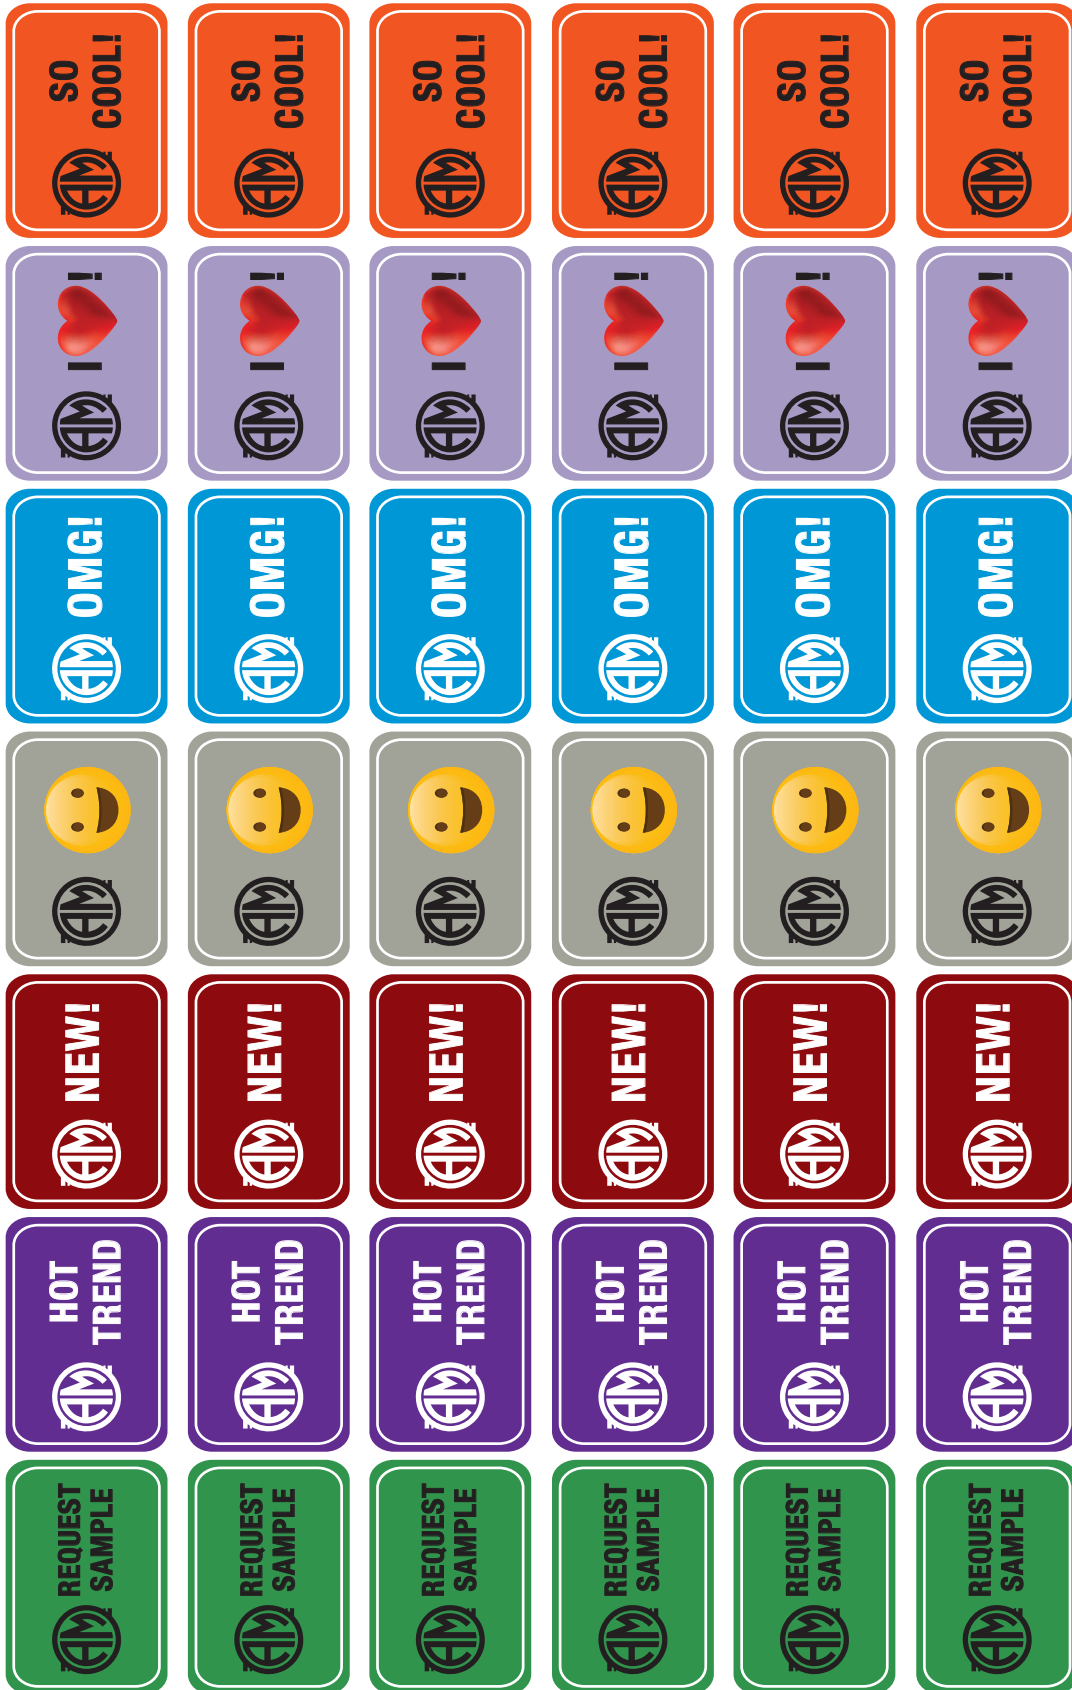 SO
COOL!
SO
COOL!
SO
COOL!
SO
COOL!
SO
COOL!
SO
COOL!
I ❤!
I ❤!
I ❤!
I ❤!
I ❤!
I ❤!
OMG!
OMG!
OMG!
OMG!
OMG!
OMG!
NEW!
NEW!
NEW!
NEW!
NEW!
NEW!
HOT
TREND
HOT
TREND
HOT
TREND
HOT
TREND
HOT
TREND
HOT
TREND
REQUEST
SAMPLE
REQUEST
SAMPLE
REQUEST
SAMPLE
REQUEST
SAMPLE
REQUEST
SAMPLE
REQUEST
SAMPLE